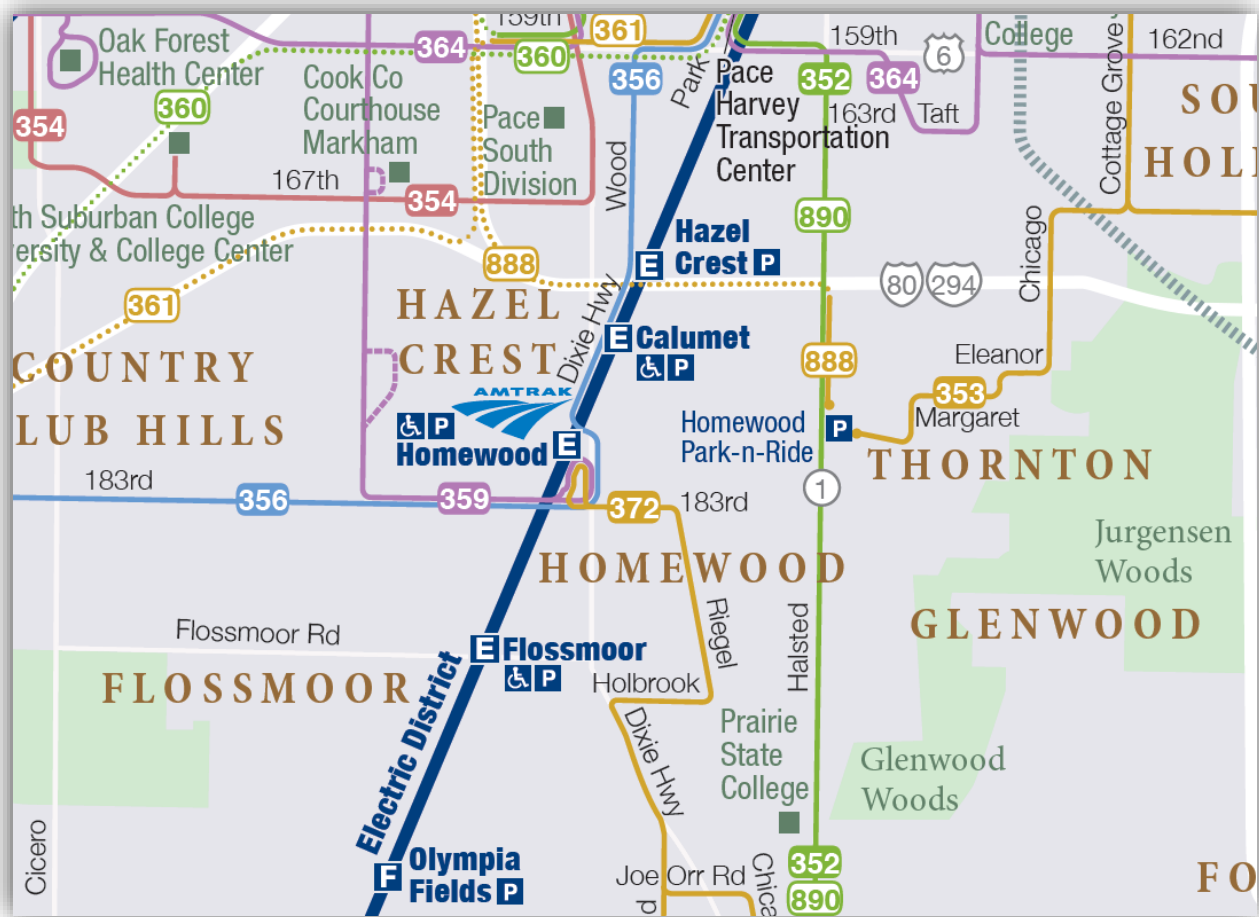 159th
361
364
360
Oak Forest
Health Center
Cook Co
Courthouse
Markham
360
354
Pace
South
Division
356
Park
Pace
Harvey
Transportation
Center
159th
6
College
162nd
352
364
163rd
Taft
Cottage Grove
SO
HOL
167th
354
Wood
th Suburban College
ersity & College Center
890
Hazel
Crest P
E
888
361
HAZEL
CREST
80
294
Chicago
Dixie Hwy
E Calumet
P
COUNTRY
LUB HILLS
AMTRAK
888
Eleanor
353
Margaret
P
Homewood E
Homewood
Park-n-Ride
P
THORNTON
183rd
356
359
372
183rd
1
HOMEWOOD
Jurgensen
Woods
GLENWOOD
Flossmoor Rd
E Flossmoor
P
Riegel
Halsted
FLOSSMOOR
Holbrook
Electric District
Dixie Hwy
Prairie
State
College
Glenwood
Woods
Cicero
F
Olympia
Fields P
Joe Orr Rd
Chica
352
890
FO